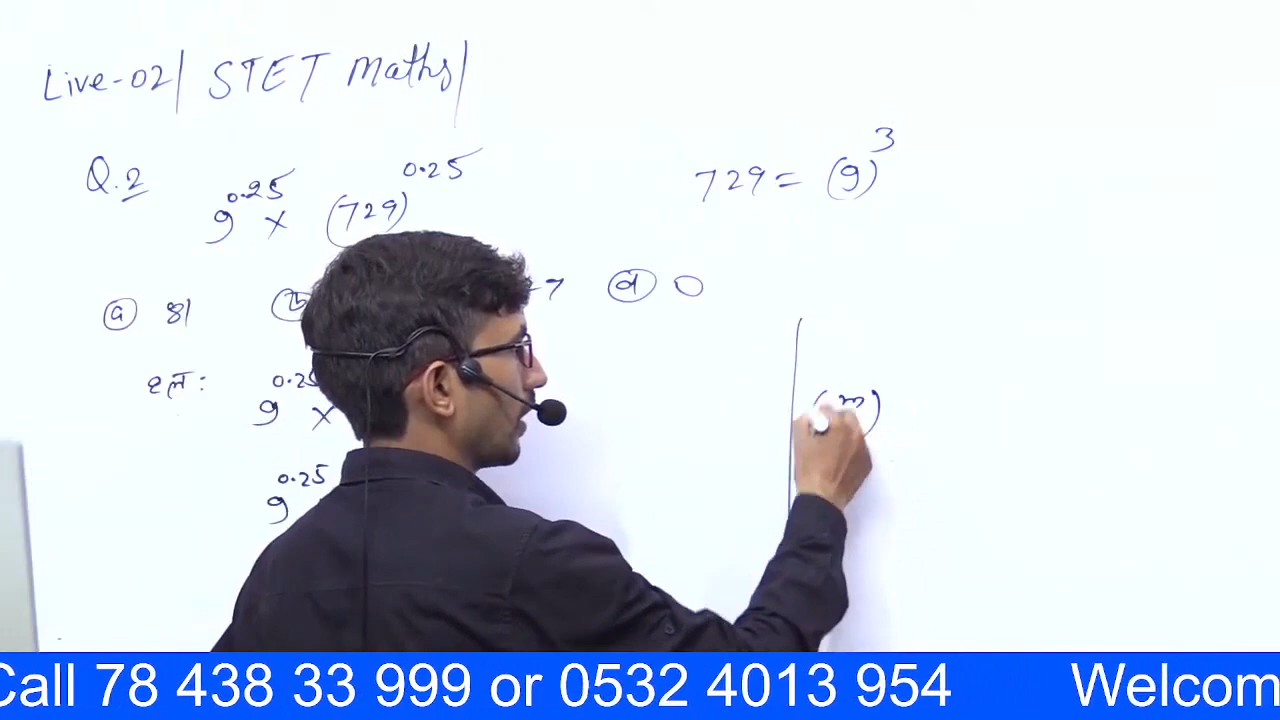 Live-02/ STET Maths/
Q.2 9^0.25 × (729)^0.25
729 = (9)^3
(a) 81 (b) -7 (d) 0
हल : 9^0.25 ×
9^0.25
(m)
Call 78 438 33 999 or 0532 4013 954 Welcom